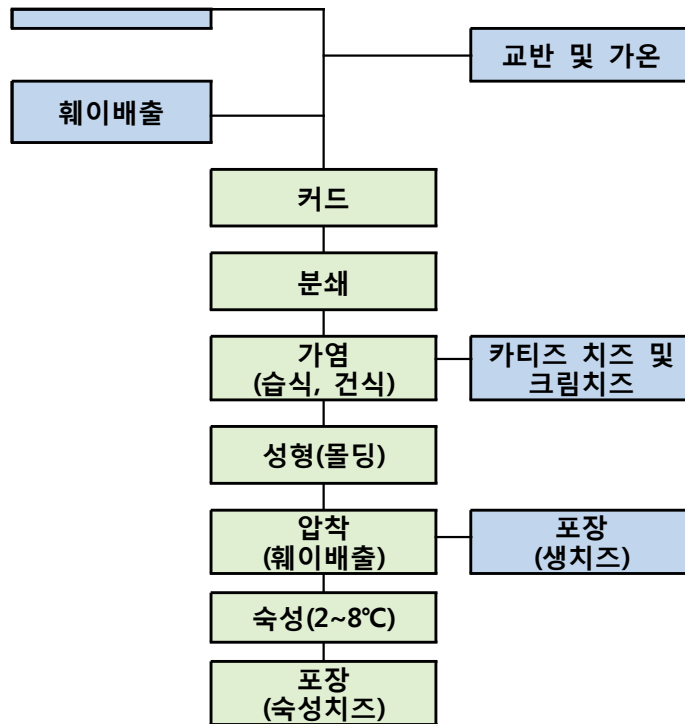 교반 및 가온
훼이배출
커드
분쇄
가염
(습식, 건식)
카티즈 치즈 및
크림치즈
성형(몰딩)
압착
(훼이배출)
포장
(생치즈)
숙성(2~8℃)
포장
(숙성치즈)